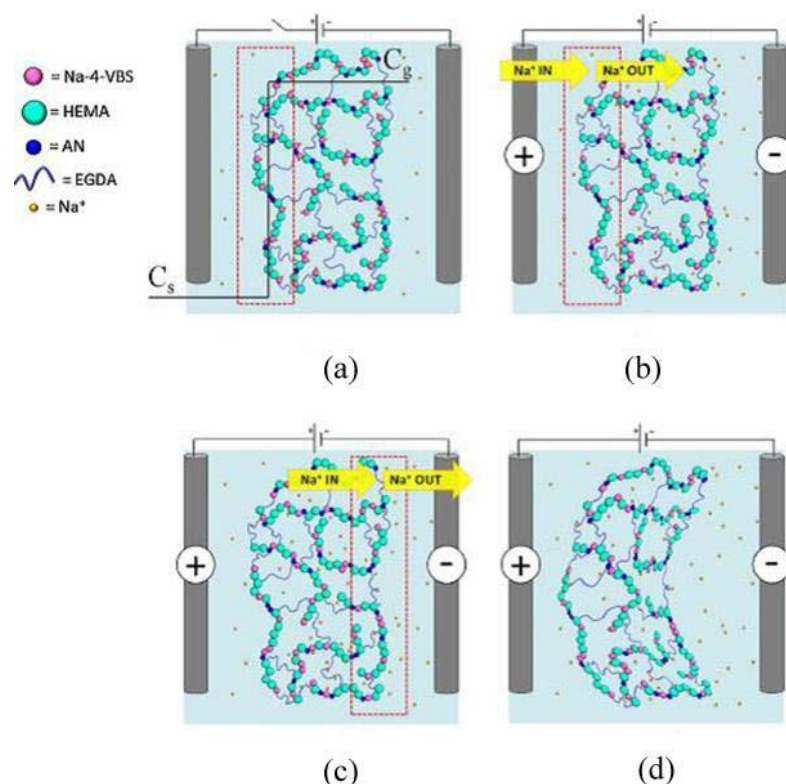 = Na-4-VBS
= HEMA
= AN
= EGDA
= Na⁺
+ -
C_g
C_s
(a)
+ -
Na⁺ IN Na⁺ OUT
+ -
(b)
+ -
Na⁺ IN Na⁺ OUT
+ -
(c)
+ -
+ -
(d)